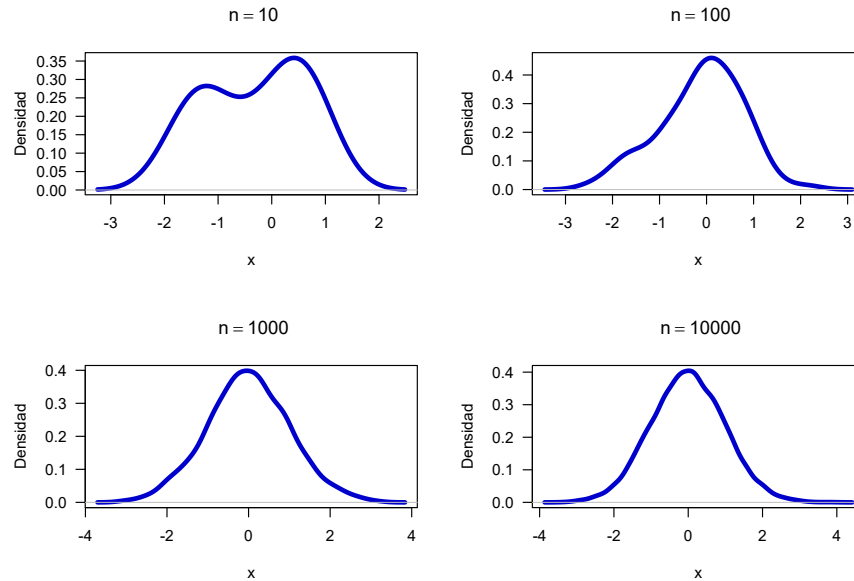 n = 10
Densidad
0.35
0.30
0.25
0.20
0.15
0.10
0.05
0.00
-3 -2 -1 0 1 2
x
n = 100
Densidad
0.4
0.3
0.2
0.1
0.0
-3 -2 -1 0 1 2 3
x
n = 1000
Densidad
0.4
0.3
0.2
0.1
0.0
-4 -2 0 2 4
x
n = 10000
Densidad
0.4
0.3
0.2
0.1
0.0
-4 -2 0 2 4
x